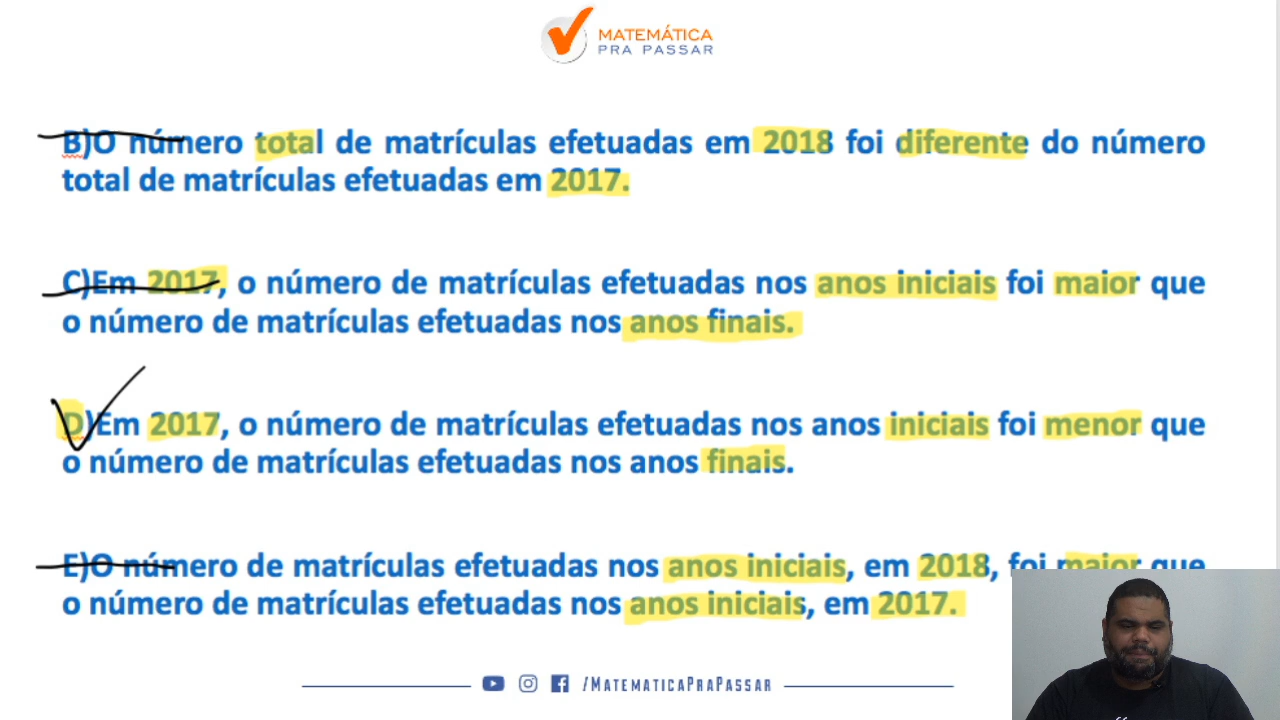 MATEMÁTICA
PRA PASSAR
B)O número total de matrículas efetuadas em 2018 foi diferente do número
total de matrículas efetuadas em 2017.
C)Em 2017, o número de matrículas efetuadas nos anos iniciais foi maior que
o número de matrículas efetuadas nos anos finais.
D)Em 2017, o número de matrículas efetuadas nos anos iniciais foi menor que
o número de matrículas efetuadas nos anos finais.
E)O número de matrículas efetuadas nos anos iniciais, em 2018, foi maior que
o número de matrículas efetuadas nos anos iniciais, em 2017.
/MATEMATICAPRAPASSAR